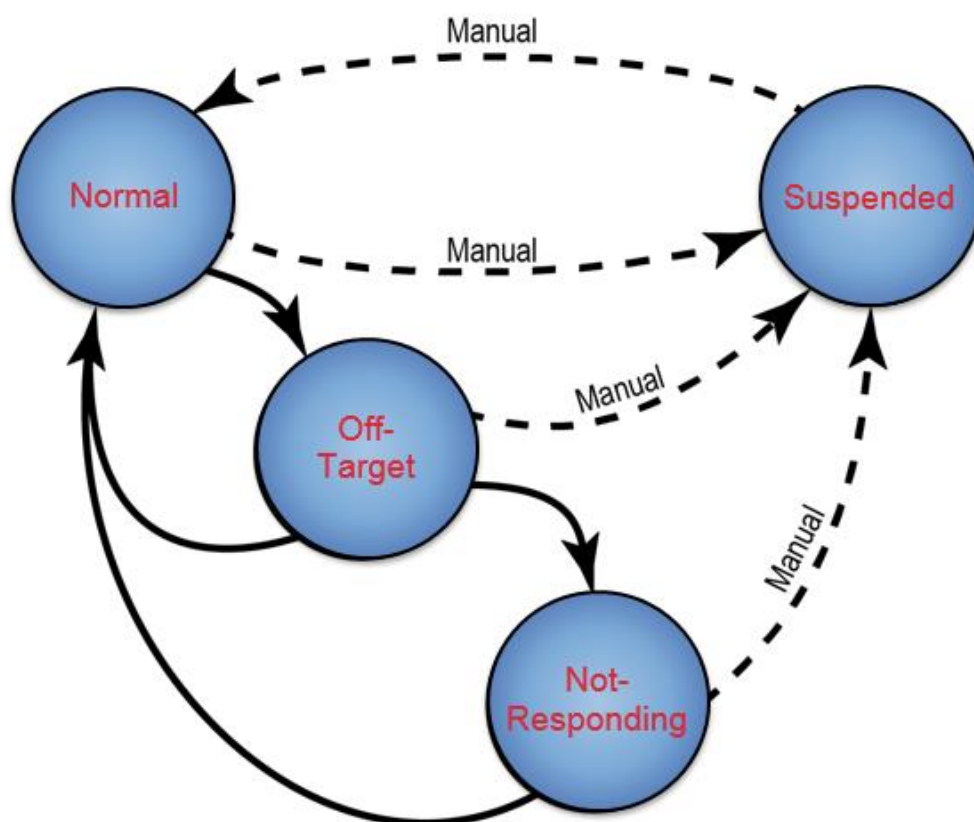 Manual
Normal
Suspended
Manual
Off-
Target
Manual
Manual
Not-
Responding